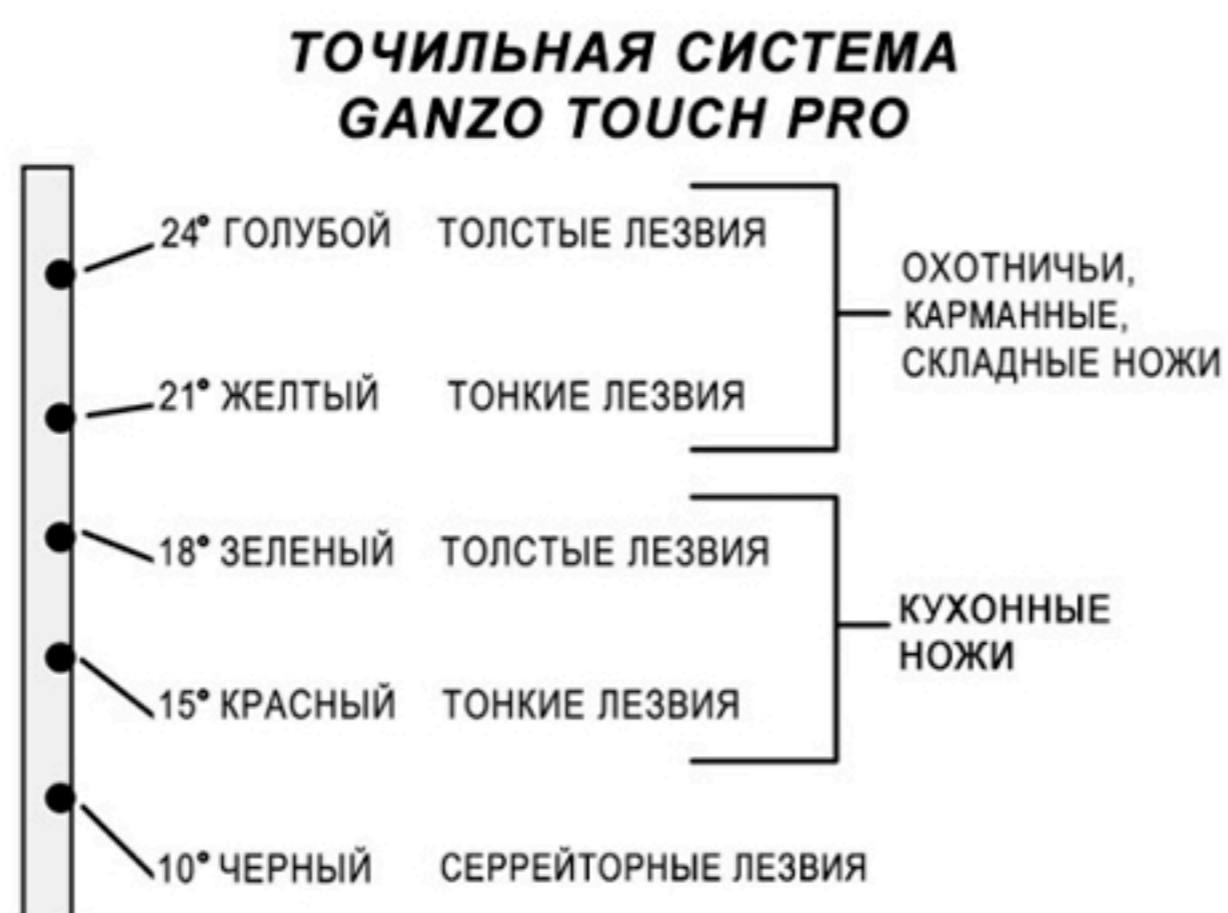 ТОЧИЛЬНАЯ СИСТЕМА
GANZO TOUCH PRO
24° ГОЛУБОЙ ТОЛСТЫЕ ЛЕЗВИЯ
21° ЖЕЛТЫЙ ТОНКИЕ ЛЕЗВИЯ
ОХОТНИЧЬИ,
КАРМАННЫЕ,
СКЛАДНЫЕ НОЖИ
18° ЗЕЛЕНЫЙ ТОЛСТЫЕ ЛЕЗВИЯ
15° КРАСНЫЙ ТОНКИЕ ЛЕЗВИЯ
КУХОННЫЕ
НОЖИ
10° ЧЕРНЫЙ СЕРРЕЙТОРНЫЕ ЛЕЗВИЯ